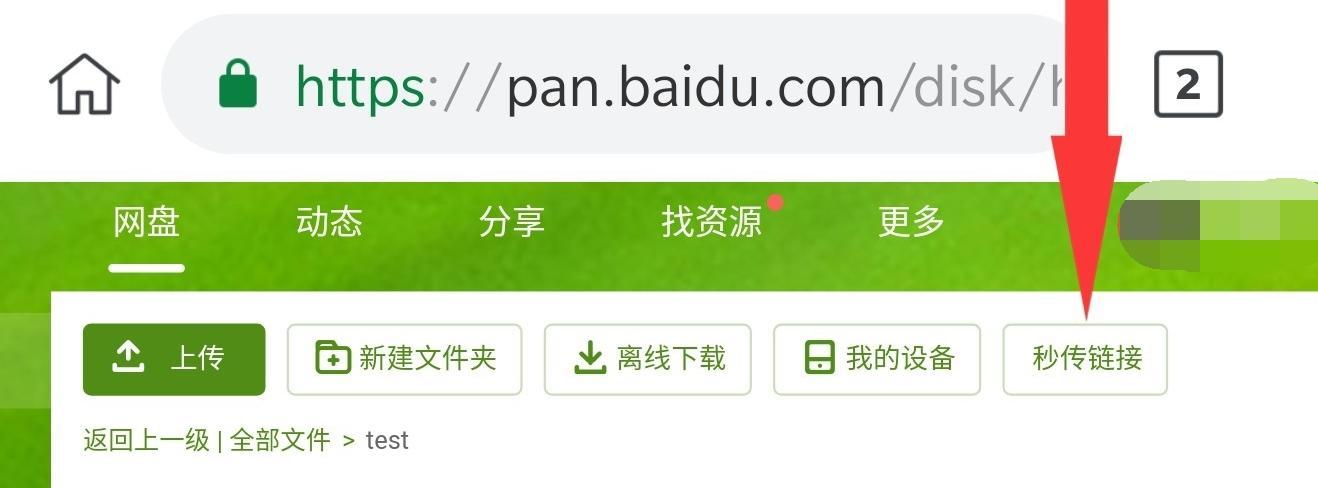 https://pan.baidu.com/disk/h
2
网盘 动态 分享 找资源 更多
上传 新建文件夹 离线下载 我的设备 秒传链接
返回上一级 | 全部文件 > test